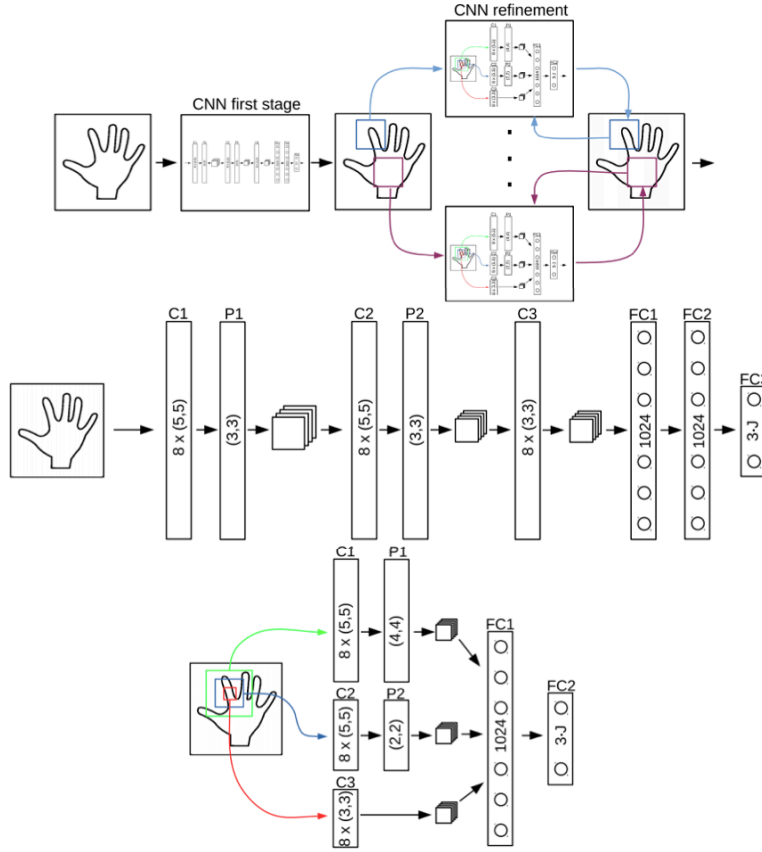 CNN refinement
CNN first stage
C1 P1 C2 P2 C3 FC1 FC2
FC1
8 x (5,5) (3,3) 8 x (5,5) (3,3) 8 x (3,3) 1024 1024 3-J
C1 P1
8 x (5,5) (4,4)
FC1
C2 P2 FC2
8 x (5,5) (2,2) 1024 3-J
C3
8 x (3,3)